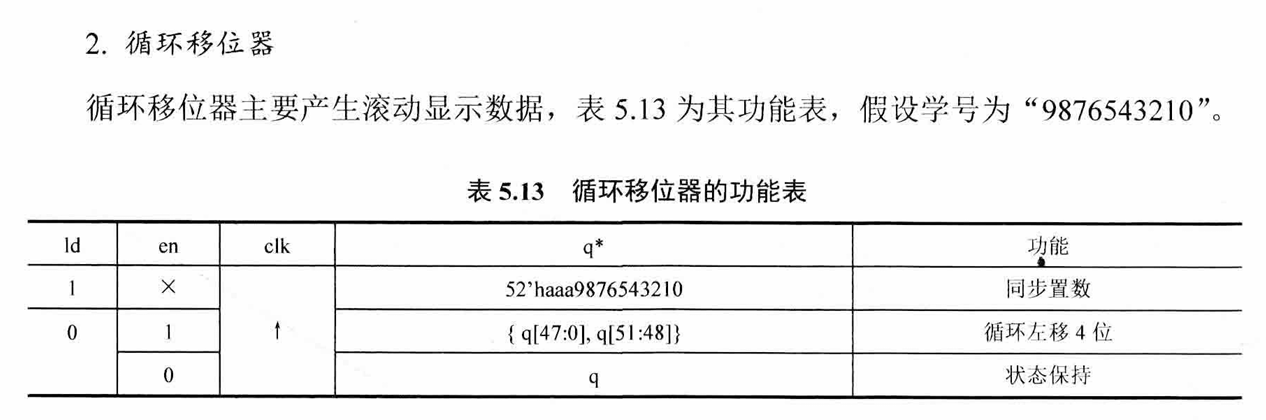 2. 循环移位器
循环移位器主要产生滚动显示数据，表 5.13 为其功能表，假设学号为“9876543210”。
表 5.13 循环移位器的功能表
ld en clk q* 功能
1 × ↑ 52’haaa9876543210 同步置数
0 1 { q[47:0], q[51:48]} 循环左移 4 位
0 q 状态保持